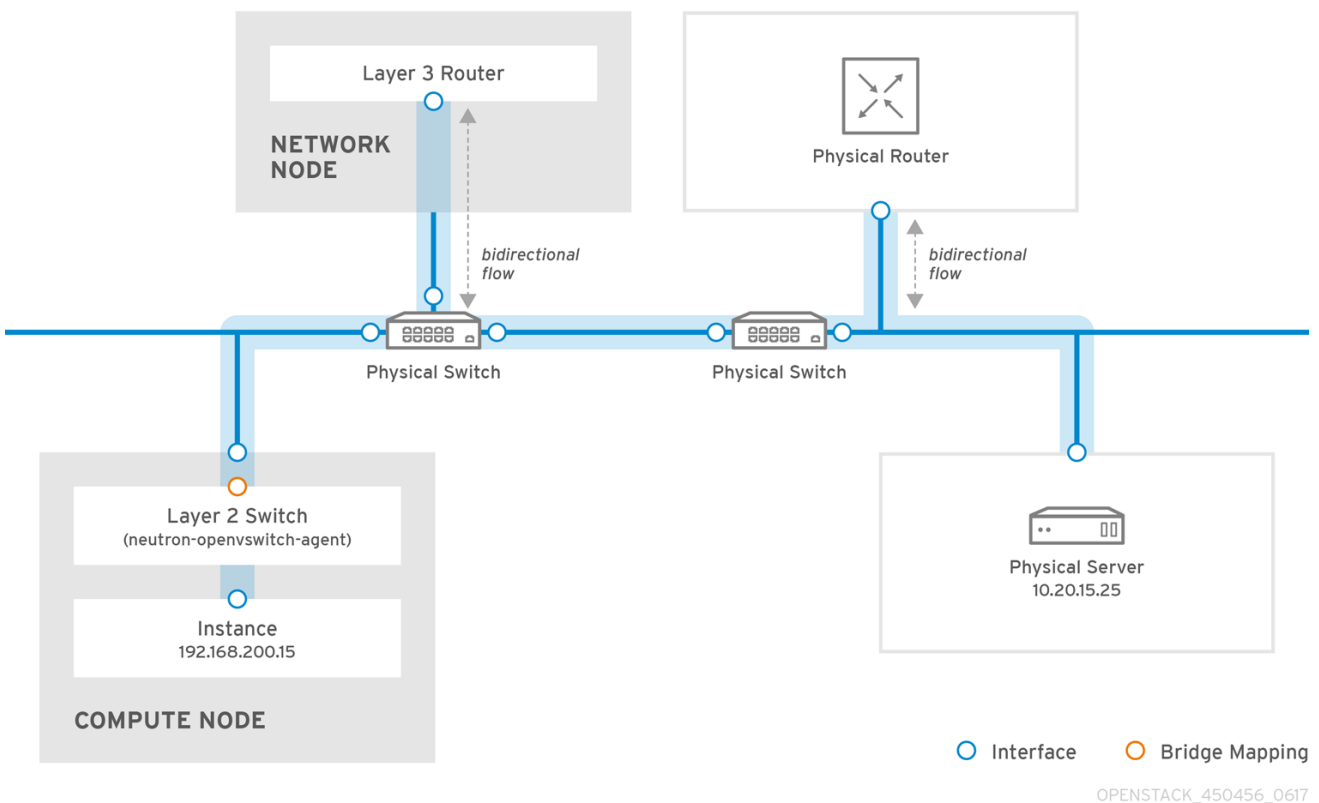 Layer 3 Router
NETWORK
NODE
Physical Router
bidirectional
flow
bidirectional
flow
Physical Switch
Physical Switch
Layer 2 Switch
(neutron-openvswitch-agent)
Instance
192.168.200.15
COMPUTE NODE
Physical Server
10.20.15.25
Interface
Bridge Mapping
OPENSTACK_450456_0617